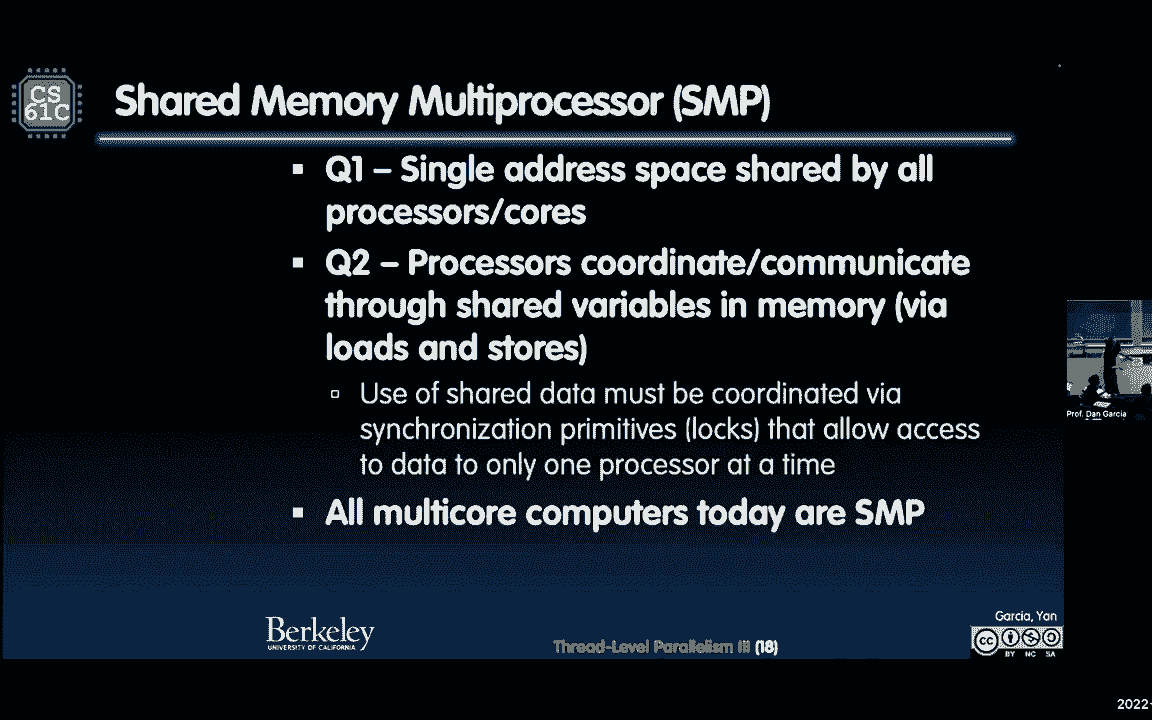 CS
61C
Shared Memory Multiprocessor (SMP)
▪ Q1 – Single address space shared by all
processors/cores
▪ Q2 – Processors coordinate/communicate
through shared variables in memory (via
loads and stores)
▫ Use of shared data must be coordinated via
synchronization primitives (locks) that allow access
to data to only one processor at a time
▪ All multicore computers today are SMP
Prof. Dan Garcia
Berkeley
UNIVERSITY OF CALIFORNIA
Thread-Level Parallelism III (18)
Garcia, Yan
cc
BY NC SA
2022-